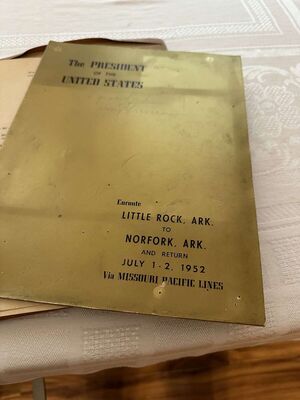 The PRESIDENT
OF THE
UNITED STATES
Enroute
LITTLE ROCK, ARK.
TO
NORFORK, ARK.
AND RETURN
JULY 1-2, 1952
Via MISSOURI PACIFIC LINES